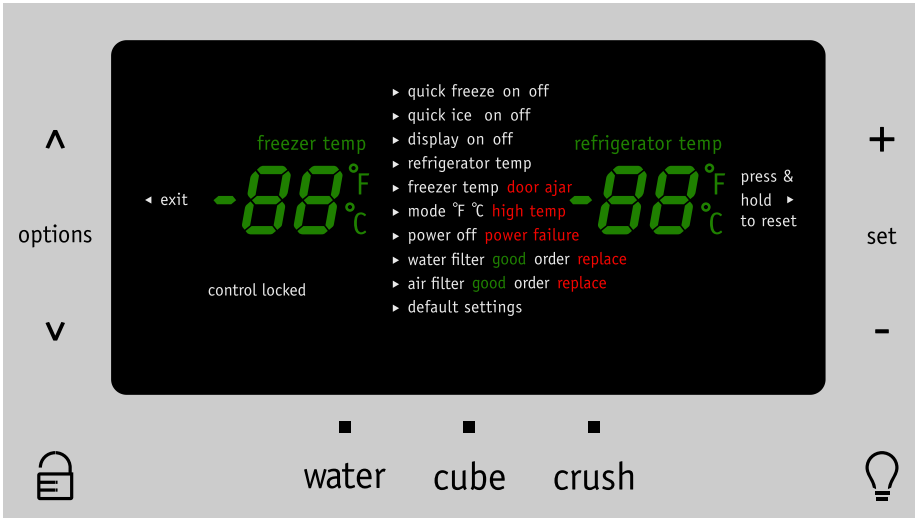 quick freeze on off
quick ice on off
display on off
freezer temp
refrigerator temp
refrigerator temp
-88 °F °C
-88 °F °C
freezer temp door ajar
press & hold ▸ to reset
◂ exit
mode °F °C high temp
options
power off power failure
set
water filter good order replace
air filter good order replace
control locked
default settings
water cube crush
+
-